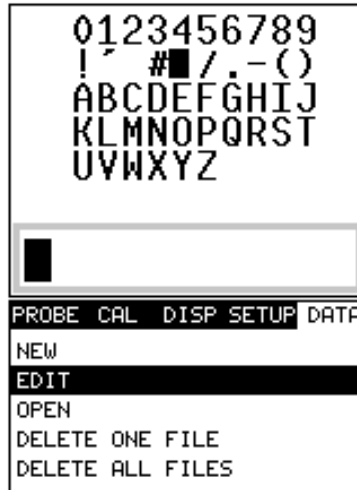 0123456789
!´ #█/.-()
ABCDEFGHIJ
KLMNOPQRST
UVWXYZ
PROBE CAL DISP SETUP DATA
NEW
EDIT
OPEN
DELETE ONE FILE
DELETE ALL FILES